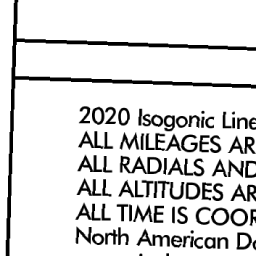 2020 Isogonic Line
ALL MILEAGES AR
ALL RADIALS AND
ALL ALTITUDES AR
ALL TIME IS COOR
North American Da